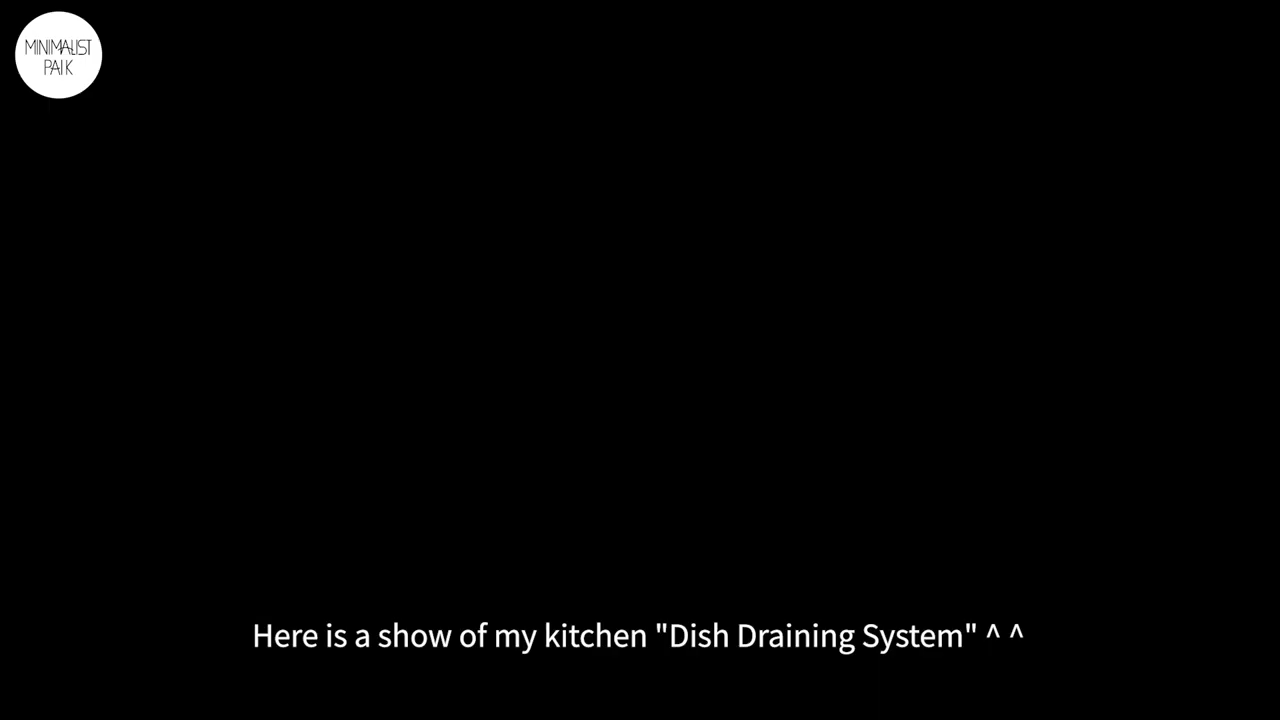 MINIMALIST
PAIK
Here is a show of my kitchen "Dish Draining System" ^ ^